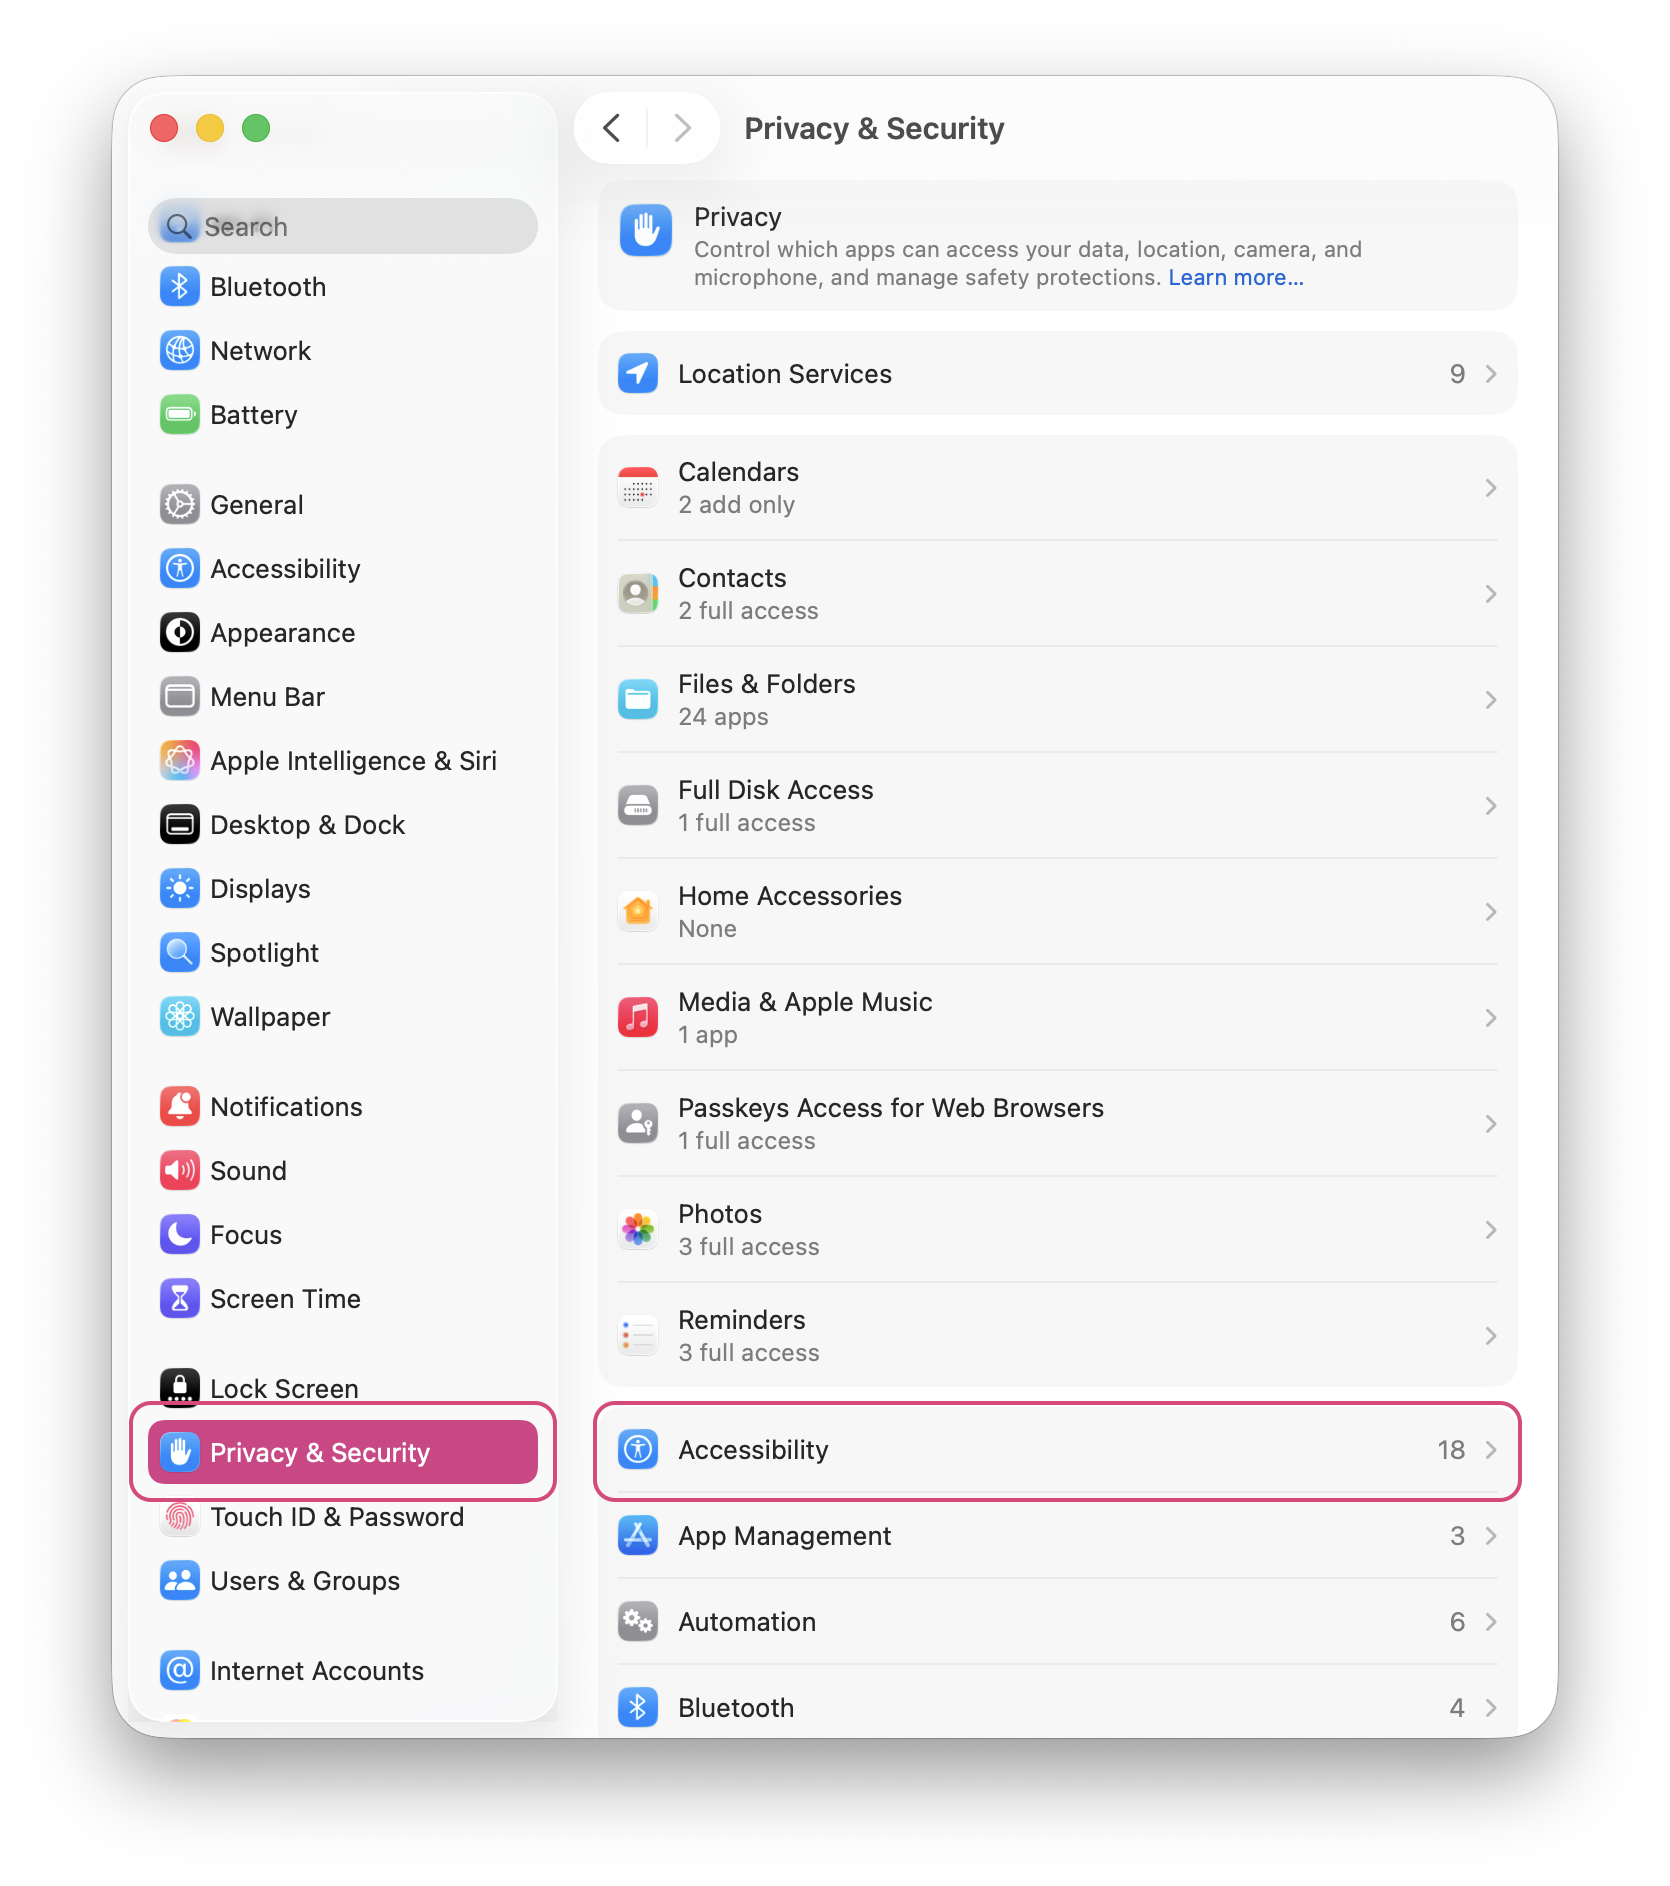 Search
Bluetooth
Network
Battery
General
Accessibility
Appearance
Menu Bar
Apple Intelligence & Siri
Desktop & Dock
Displays
Spotlight
Wallpaper
Notifications
Sound
Focus
Screen Time
Lock Screen
Privacy & Security
Touch ID & Password
Users & Groups
Internet Accounts
Privacy & Security
Privacy
Control which apps can access your data, location, camera, and
microphone, and manage safety protections. Learn more...
Location Services 9
Calendars
2 add only
Contacts
2 full access
Files & Folders
24 apps
Full Disk Access
1 full access
Home Accessories
None
Media & Apple Music
1 app
Passkeys Access for Web Browsers
1 full access
Photos
3 full access
Reminders
3 full access
Accessibility 18
App Management 3
Automation 6
Bluetooth 4